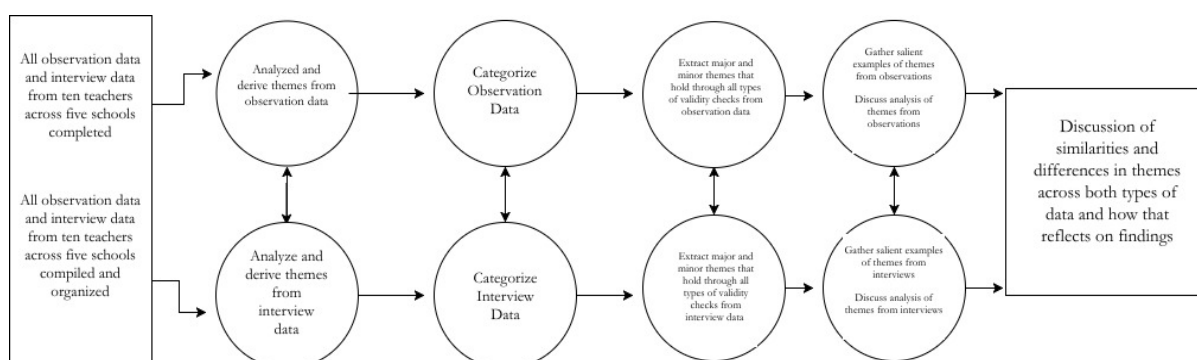 All observation data
and interview data
from ten teachers
across five schools
completed
All observation data
and interview data
from ten teachers
across five schools
compiled and
organized
Analyzed and
derive themes from
observation data
Categorize
Observation
Data
Extract major and
minor themes that
hold through all types
of validity checks from
observation data
Gather salient
examples of themes
from observations
Discuss analysis of
themes from
observations
Analyze and
derive themes
from
interview
data
Categorize
Interview
Data
Extract major and
minor themes that
hold through all
types of validity
checks from
interview data
Gather salient examples
of themes from
interviews
Discuss analysis of
themes from interviews
Discussion of
similarities and
differences in themes
across both types of
data and how that
reflects on findings